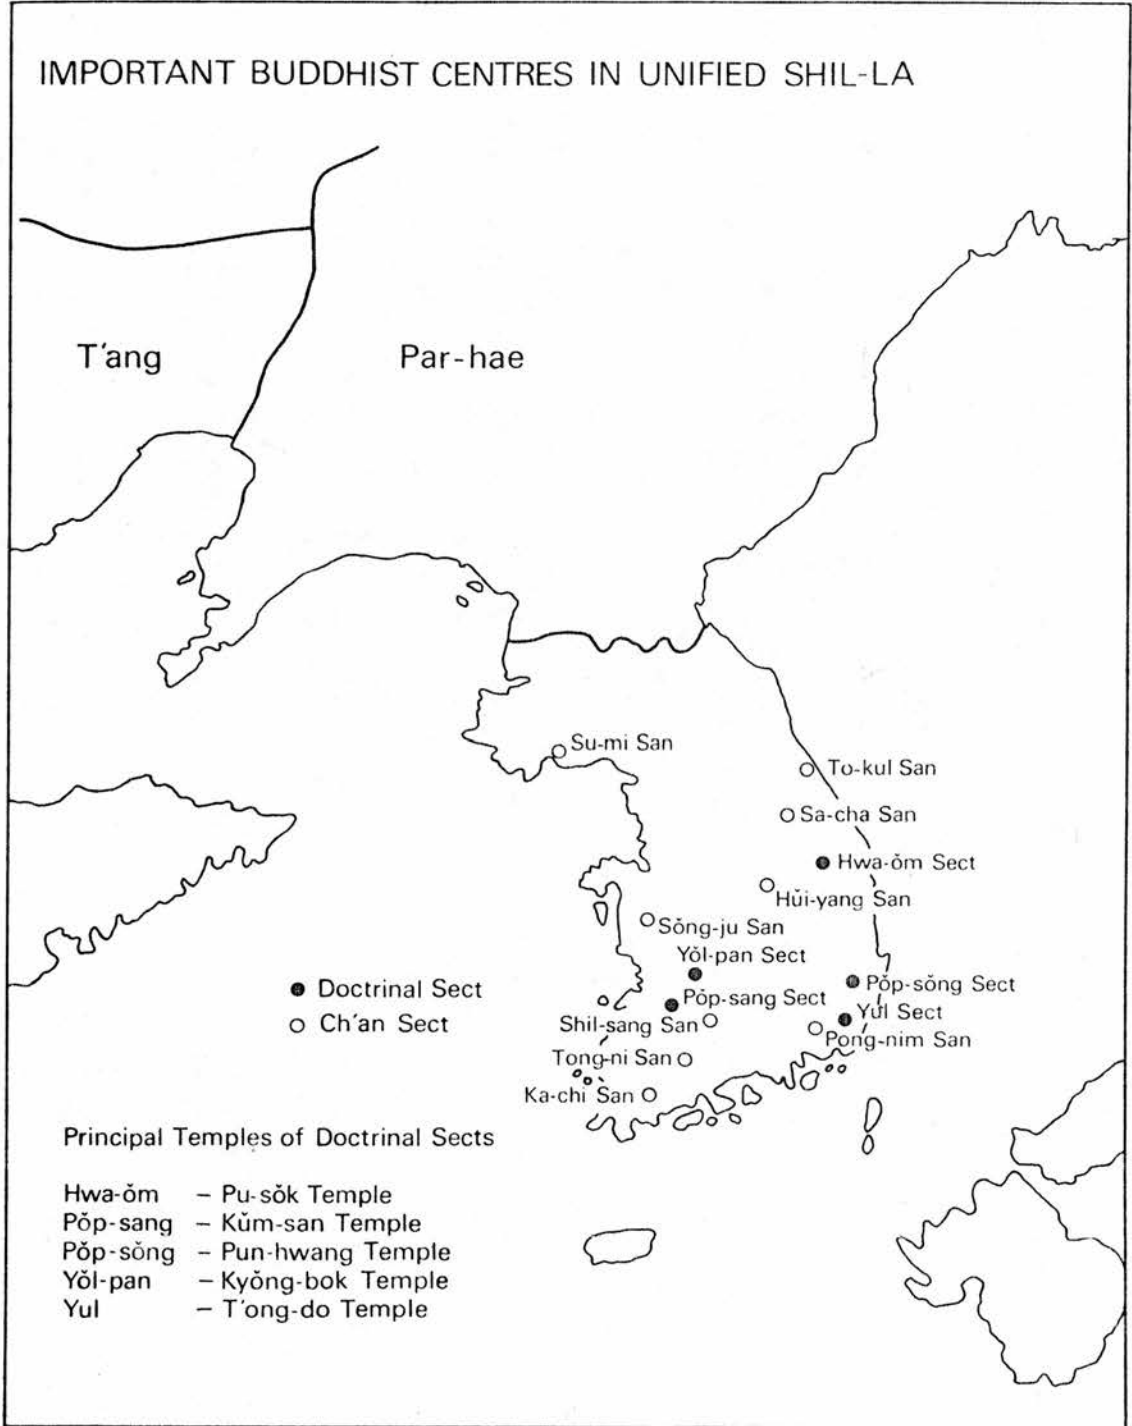 IMPORTANT BUDDHIST CENTRES IN UNIFIED SHIL-LA
T'ang
Par-hae
Su-mi San
To-kul San
Sa-cha San
Hwa-ŏm Sect
Hŭi-yang San
Sŏng-ju San
Yŏl-pan Sect
Pŏp-sŏng Sect
Pŏp-sang Sect
Yul Sect
Shil-sang San
Pong-nim San
Tong-ni San
Ka-chi San
Doctrinal Sect
Ch'an Sect
Principal Temples of Doctrinal Sects
Hwa-ŏm – Pu-sŏk Temple
Pŏp-sang – Kŭm-san Temple
Pŏp-sŏng – Pun-hwang Temple
Yŏl-pan – Kyŏng-bok Temple
Yul – T'ong-do Temple